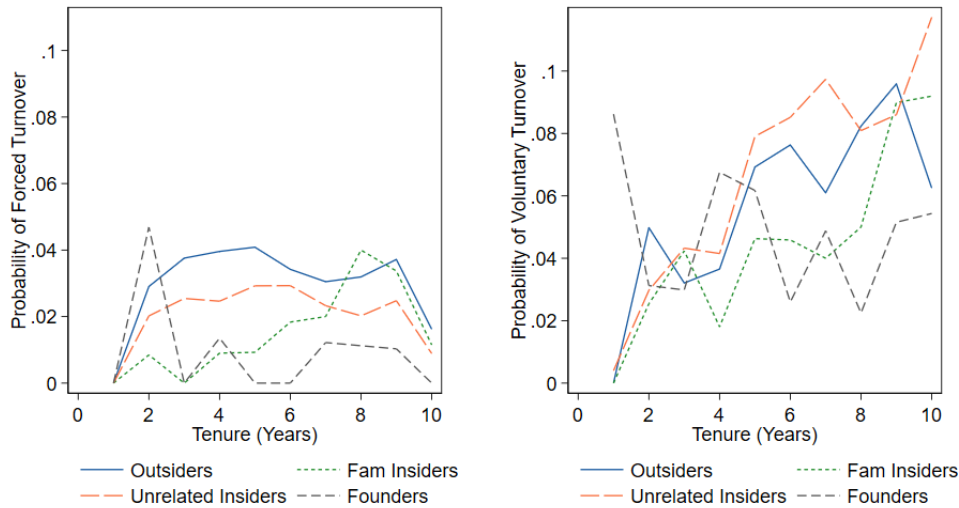 Probability of Forced Turnover
.1
.08
.06
.04
.02
0
0 2 4 6 8 10
Tenure (Years)
Outsiders Fam Insiders
Unrelated Insiders Founders
Probability of Voluntary Turnover
.1
.08
.06
.04
.02
0
0 2 4 6 8 10
Tenure (Years)
Outsiders Fam Insiders
Unrelated Insiders Founders